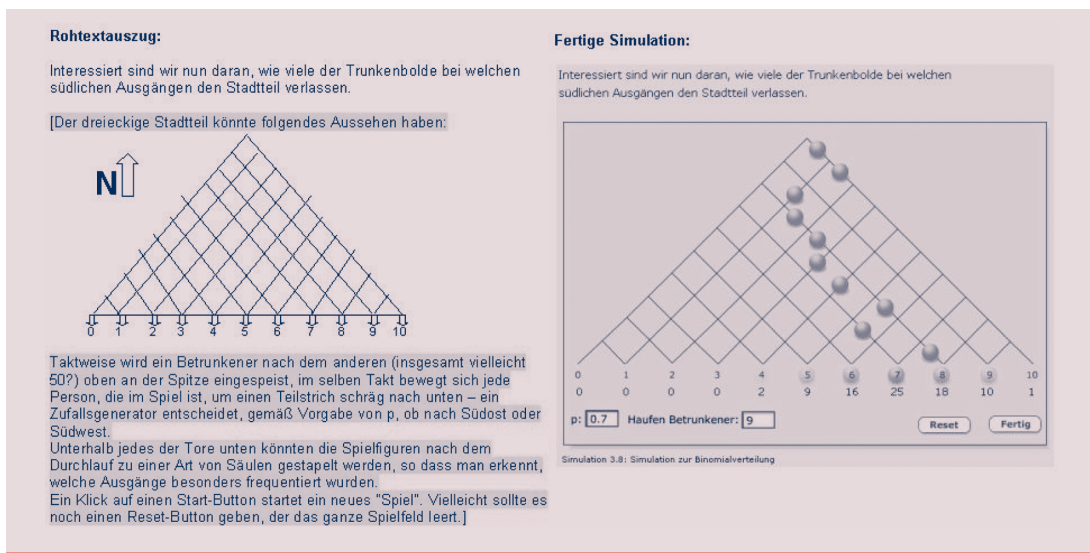 Rohtextauszug:
Interessiert sind wir nun daran, wie viele der Trunkenbolde bei welchen
südlichen Ausgängen den Stadtteil verlassen.
[Der dreieckige Stadtteil könnte folgendes Aussehen haben:
N
0 1 2 3 4 5 6 7 8 9 10
Taktweise wird ein Betrunkener nach dem anderen (insgesamt vielleicht
50?) oben an der Spitze eingespeist, im selben Takt bewegt sich jede
Person, die im Spiel ist, um einen Teilstrich schräg nach unten – ein
Zufallsgenerator entscheidet, gemäß Vorgabe von p, ob nach Südost oder
Südwest.
Unterhalb jedes der Tore unten könnten die Spielfiguren nach dem
Durchlauf zu einer Art von Säulen gestapelt werden, so dass man erkennt,
welche Ausgänge besonders frequentiert wurden.
Ein Klick auf einen Start-Button startet ein neues "Spiel". Vielleicht sollte es
noch einen Reset-Button geben, der das ganze Spielfeld leert.]
Fertige Simulation:
Interessiert sind wir nun daran, wie viele der Trunkenbolde bei welchen
südlichen Ausgängen den Stadtteil verlassen.
0 1 2 3 4 5 6 7 8 9 10
0 0 0 0 2 9 16 25 18 10 1
p: 0.7 Haufen Betrunkener: 9 Reset Fertig
Simulation 3.8: Simulation zur Binomialverteilung